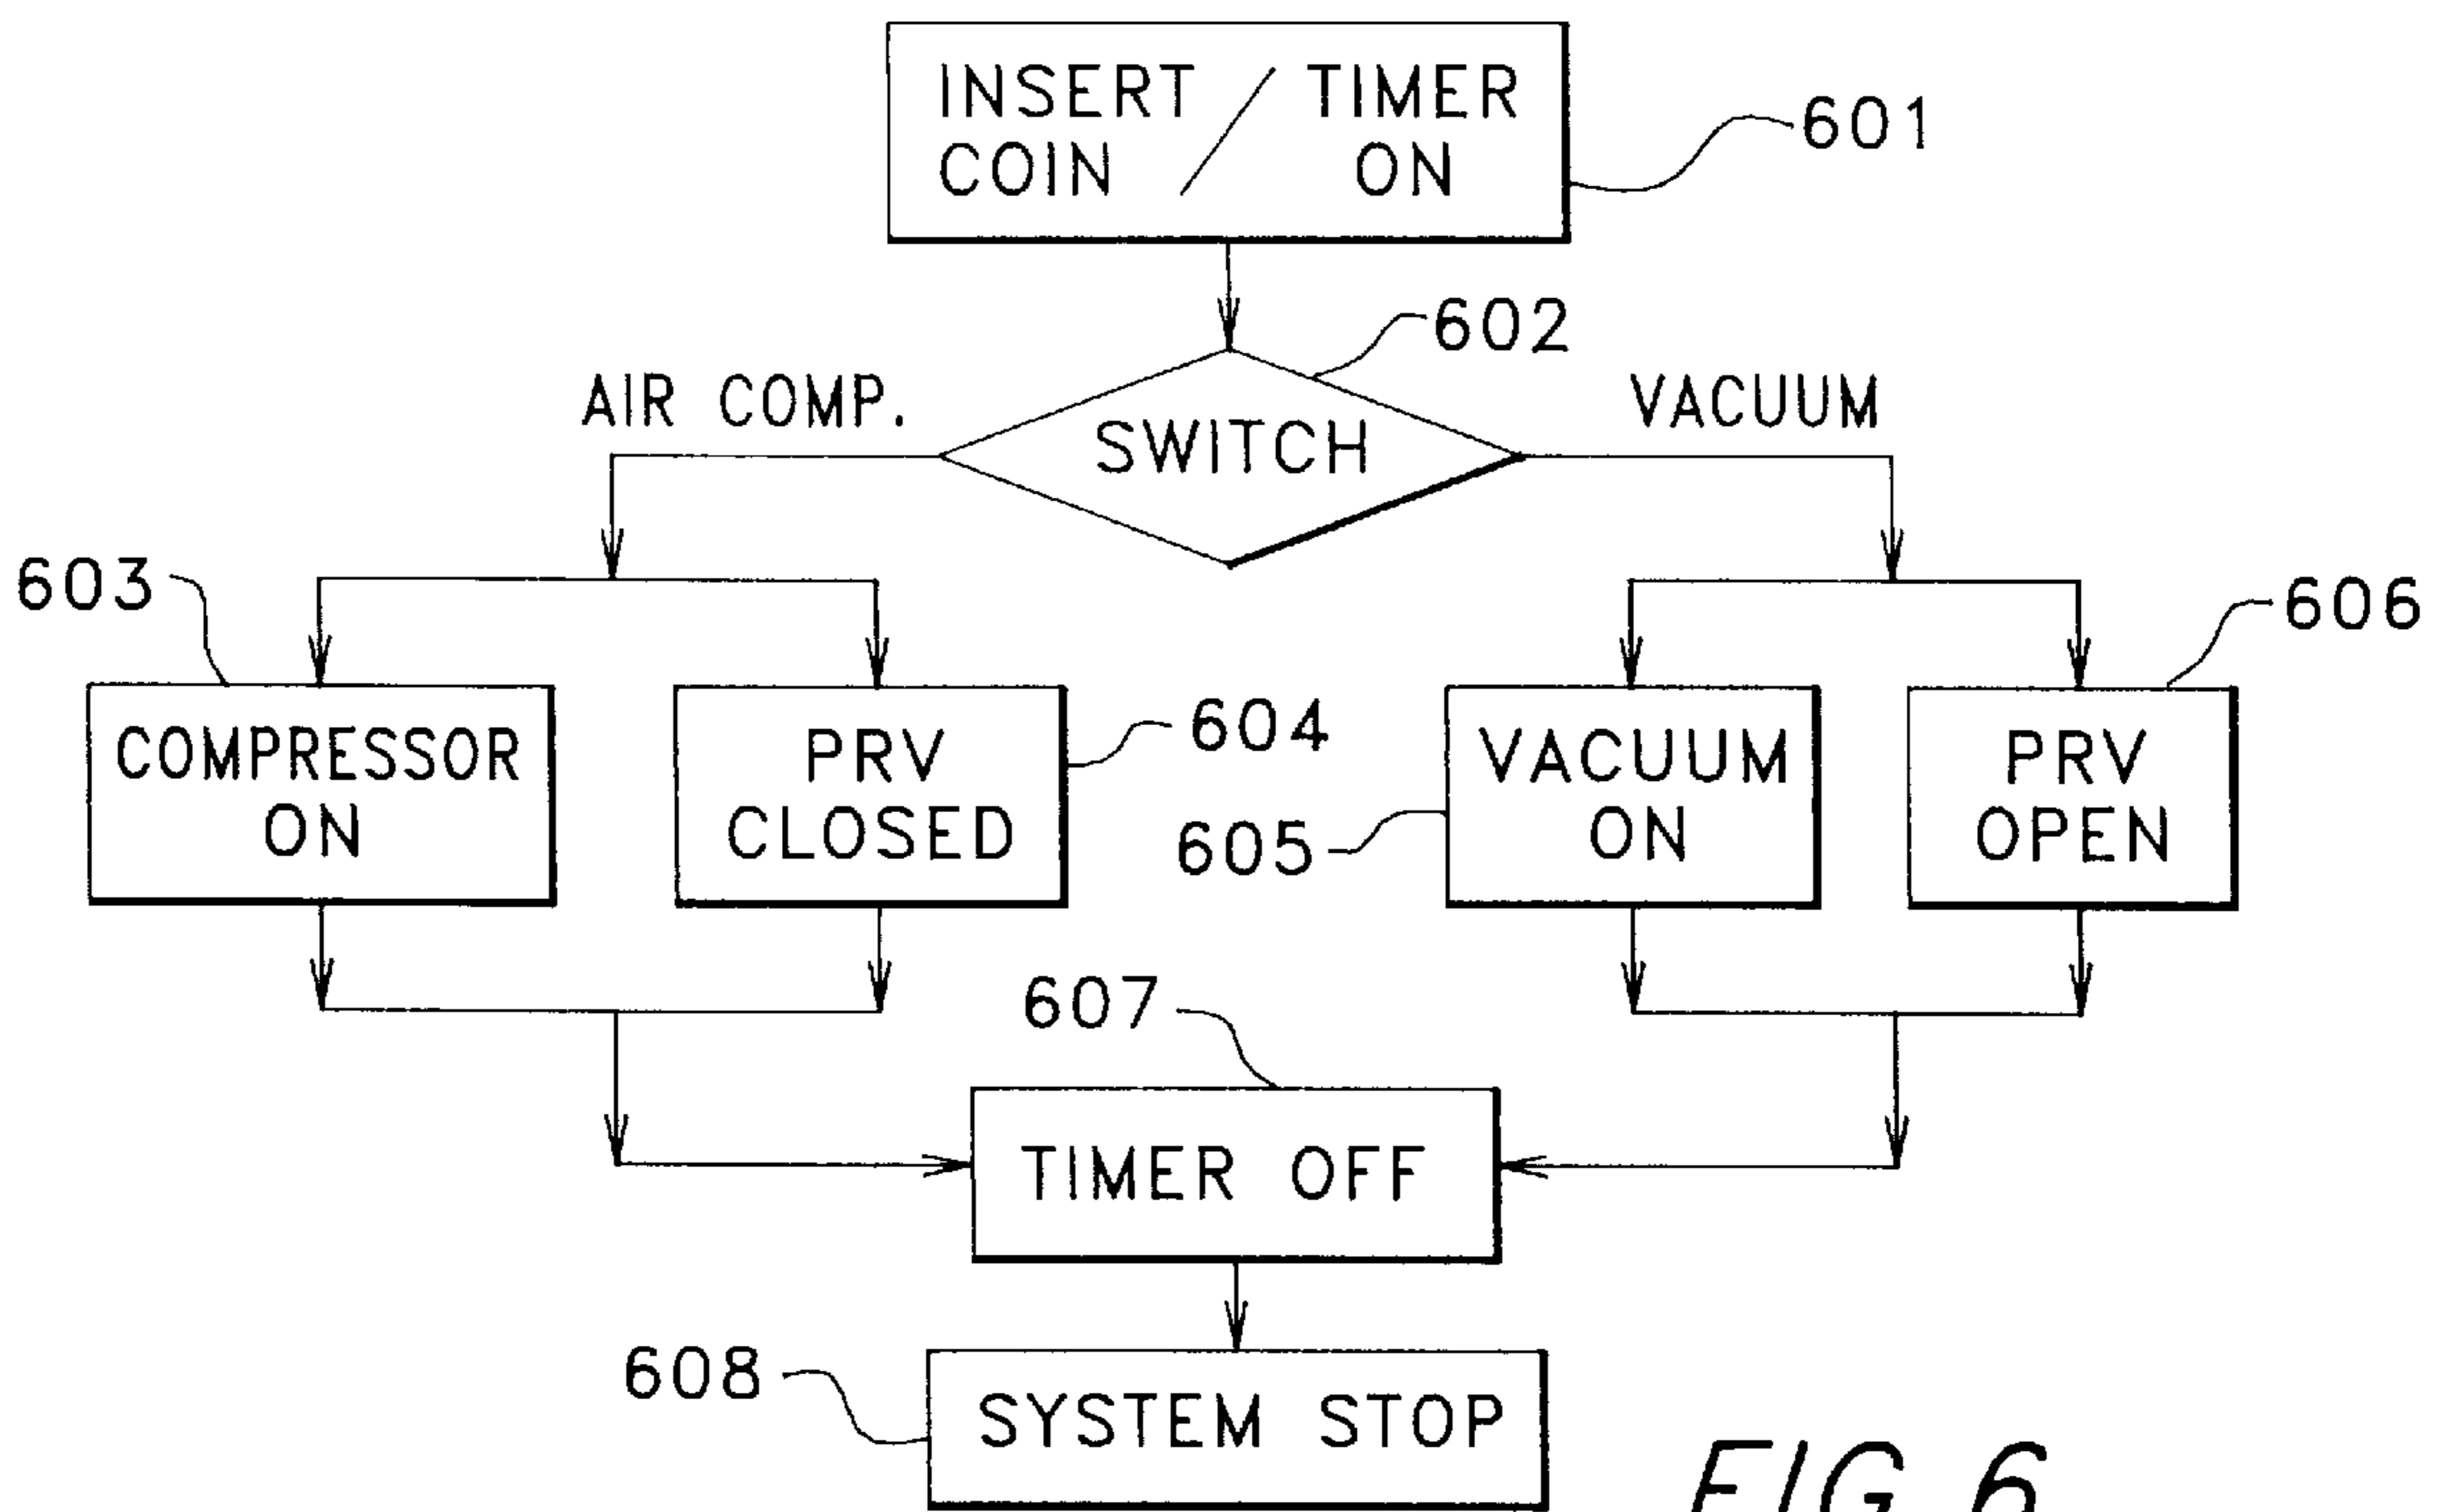 INSERT / TIMER
COIN ON
601
602
AIR COMP.
VACUUM
SWITCH
603
606
COMPRESSOR
ON
PRV
CLOSED
604
VACUUM
ON
605
PRV
OPEN
607
TIMER OFF
608
SYSTEM STOP
FIG. 6